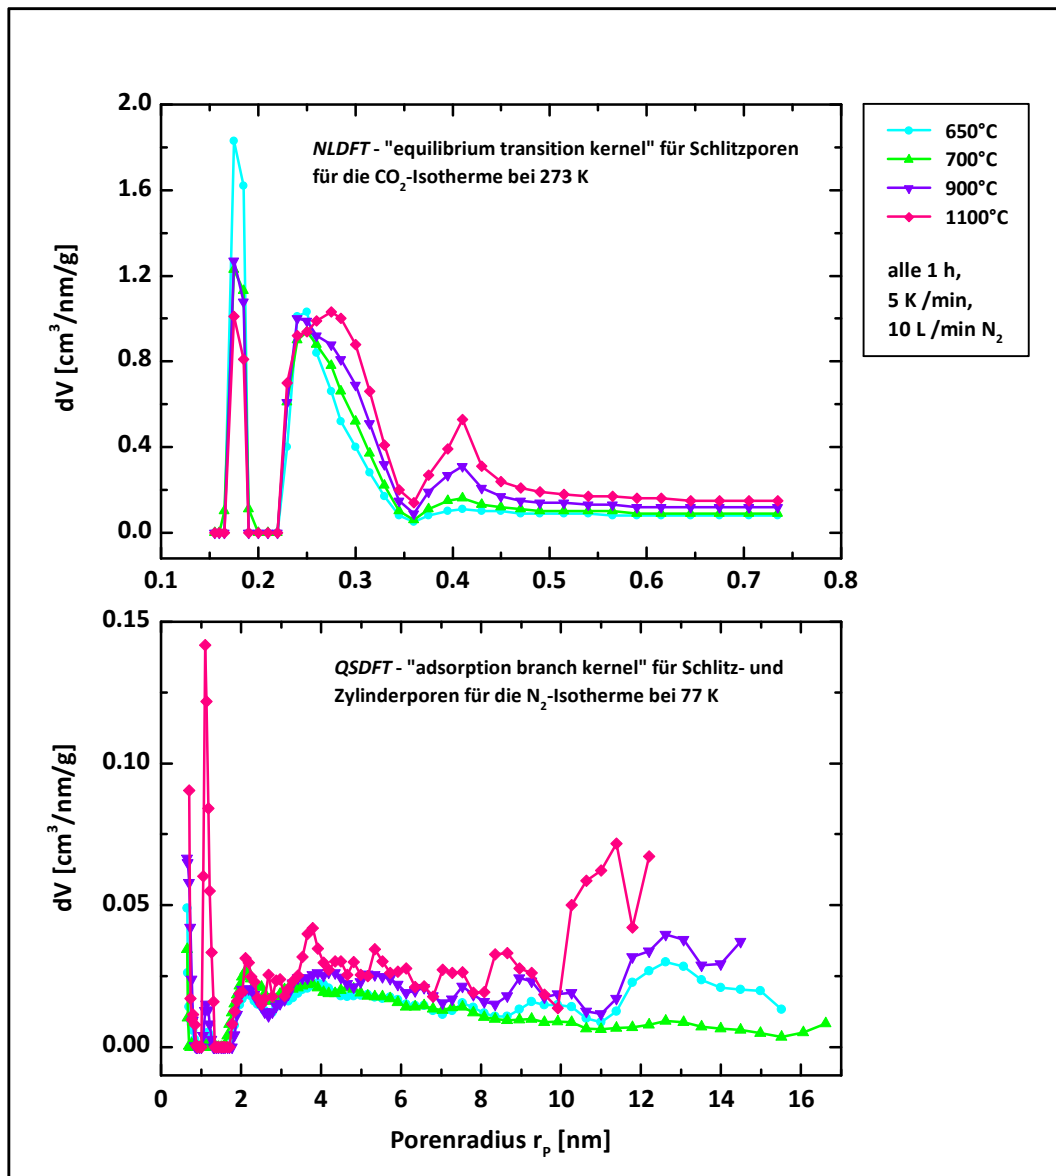 2.0
1.6
1.2
0.8
0.4
0.0
dV [cm³/nm/g]
NLDFT - "equilibrium transition kernel" für Schlitzporen
für die CO₂-Isotherme bei 273 K
0.1 0.2 0.3 0.4 0.5 0.6 0.7 0.8
650°C
700°C
900°C
1100°C
alle 1 h,
5 K /min,
10 L /min N₂
0.15
0.10
0.05
0.00
dV [cm³/nm/g]
QSDFT - "adsorption branch kernel" für Schlitz- und
Zylinderporen für die N₂-Isotherme bei 77 K
0 2 4 6 8 10 12 14 16
Porenradius rₚ [nm]